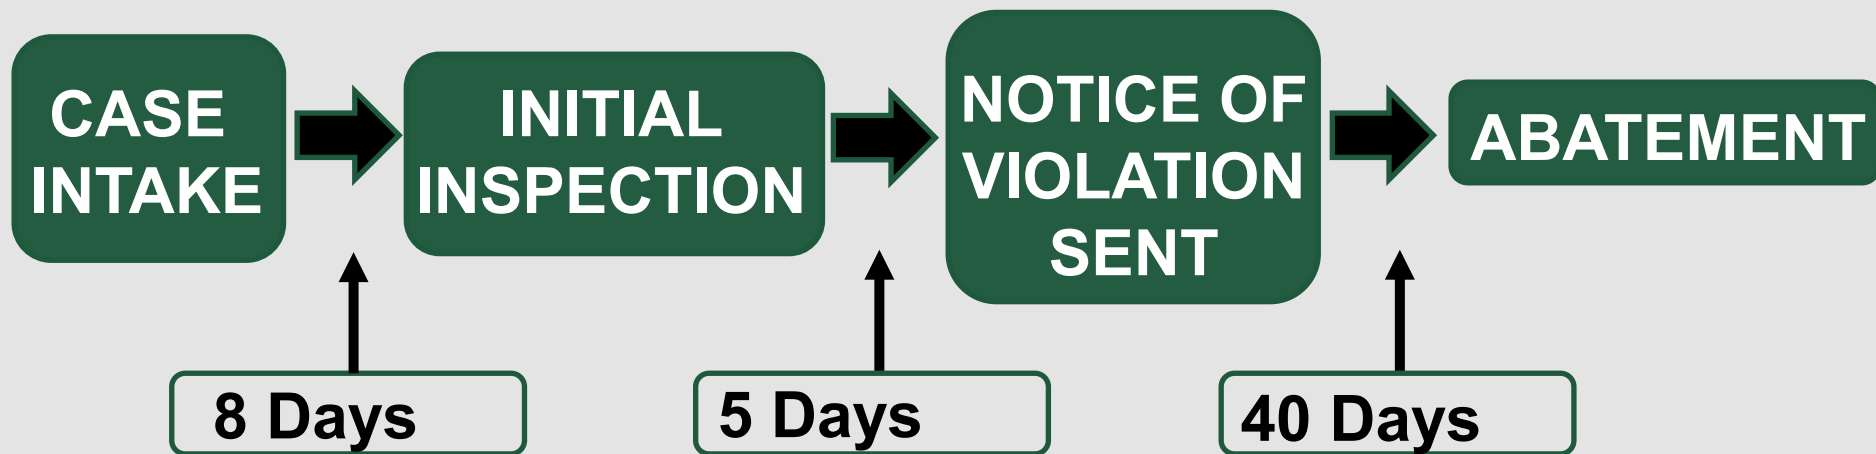 CASE
INTAKE
INITIAL
INSPECTION
NOTICE OF
VIOLATION
SENT
ABATEMENT
8 Days
5 Days
40 Days